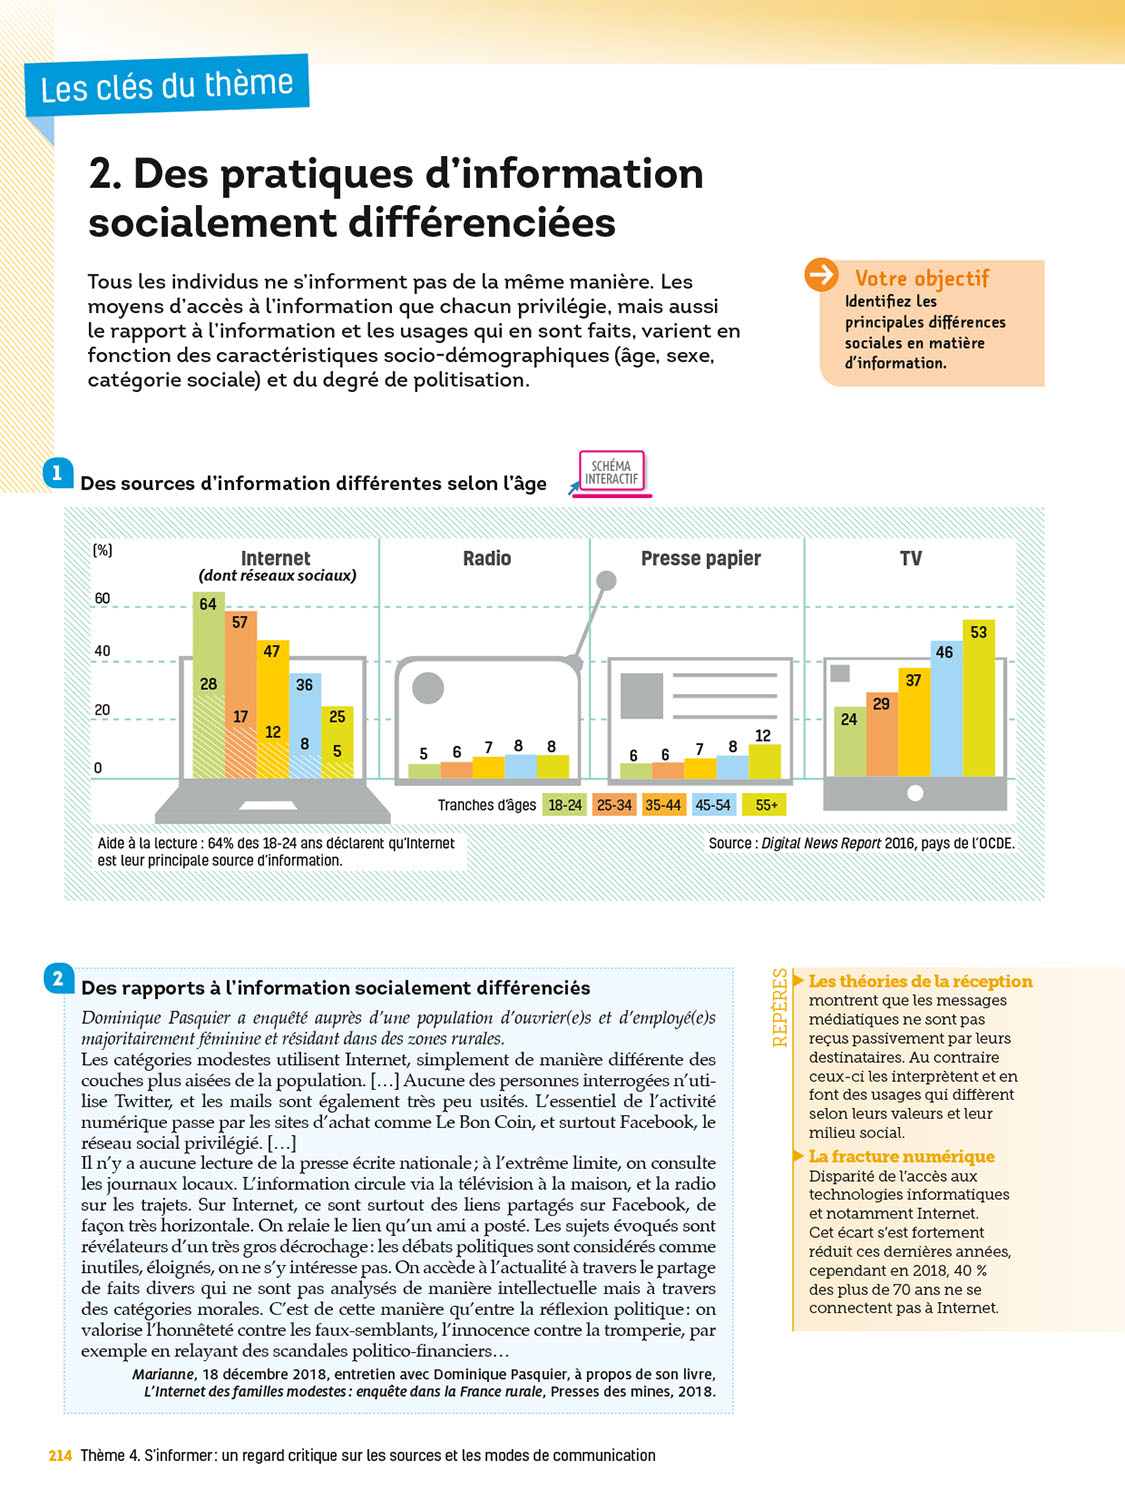 Les clés du thème
2. Des pratiques d'information
socialement différenciées
Tous les individus ne s'informent pas de la même manière. Les
moyens d'accès à l'information que chacun privilégie, mais aussi
le rapport à l'information et les usages qui en sont faits, varient en
fonction des caractéristiques socio-démographiques (âge, sexe,
catégorie sociale) et du degré de politisation.
Votre objectif
Identifiez les
principales différences
sociales en matière
d'information.
1
Des sources d'information différentes selon l'âge
SCHÉMA
INTERACTIF
(%)
Internet
(dont réseaux sociaux)
Radio
Presse papier
TV
60
40
20
0
64
57
47
36
25
28
17
12
8
5
5
6
7
8
8
6
6
7
8
12
24
29
37
46
53
Tranches d'âges
18-24
25-34
35-44
45-54
55+
Aide à la lecture : 64% des 18-24 ans déclarent qu'Internet
est leur principale source d'information.
Source : Digital News Report 2016, pays de l'OCDE.
2
Des rapports à l'information socialement différenciés
Dominique Pasquier a enquêté auprès d'une population d'ouvrier(e)s et d'employé(e)s
majoritairement féminine et résidant dans des zones rurales.
Les catégories modestes utilisent Internet, simplement de manière différente des
couches plus aisées de la population. […] Aucune des personnes interrogées n'uti-
lise Twitter, et les mails sont également très peu usités. L'essentiel de l'activité
numérique passe par les sites d'achat comme Le Bon Coin, et surtout Facebook, le
réseau social privilégié. […]
Il n'y a aucune lecture de la presse écrite nationale ; à l'extrême limite, on consulte
les journaux locaux. L'information circule via la télévision à la maison, et la radio
sur les trajets. Sur Internet, ce sont surtout des liens partagés sur Facebook, de
façon très horizontale. On relaie le lien qu'un ami a posté. Les sujets évoqués sont
révélateurs d'un très gros décrochage : les débats politiques sont considérés comme
inutiles, éloignés, on ne s'y intéresse pas. On accède à l'actualité à travers le partage
de faits divers qui ne sont pas analysés de manière intellectuelle mais à travers
des catégories morales. C'est de cette manière qu'entre la réflexion politique : on
valorise l'honnêteté contre les faux-semblants, l'innocence contre la tromperie, par
exemple en relayant des scandales politico-financiers…
Marianne, 18 décembre 2018, entretien avec Dominique Pasquier, à propos de son livre,
L'Internet des familles modestes : enquête dans la France rurale, Presses des mines, 2018.
REPÈRES
Les théories de la réception
montrent que les messages
médiatiques ne sont pas
reçus passivement par leurs
destinataires. Au contraire
ceux-ci les interprètent et en
font des usages qui diffèrent
selon leurs valeurs et leur
milieu social.
La fracture numérique
Disparité de l'accès aux
technologies informatiques
et notamment Internet.
Cet écart s'est fortement
réduit ces dernières années,
cependant en 2018, 40 %
des plus de 70 ans ne se
connectent pas à Internet.
214 Thème 4. S'informer : un regard critique sur les sources et les modes de communication